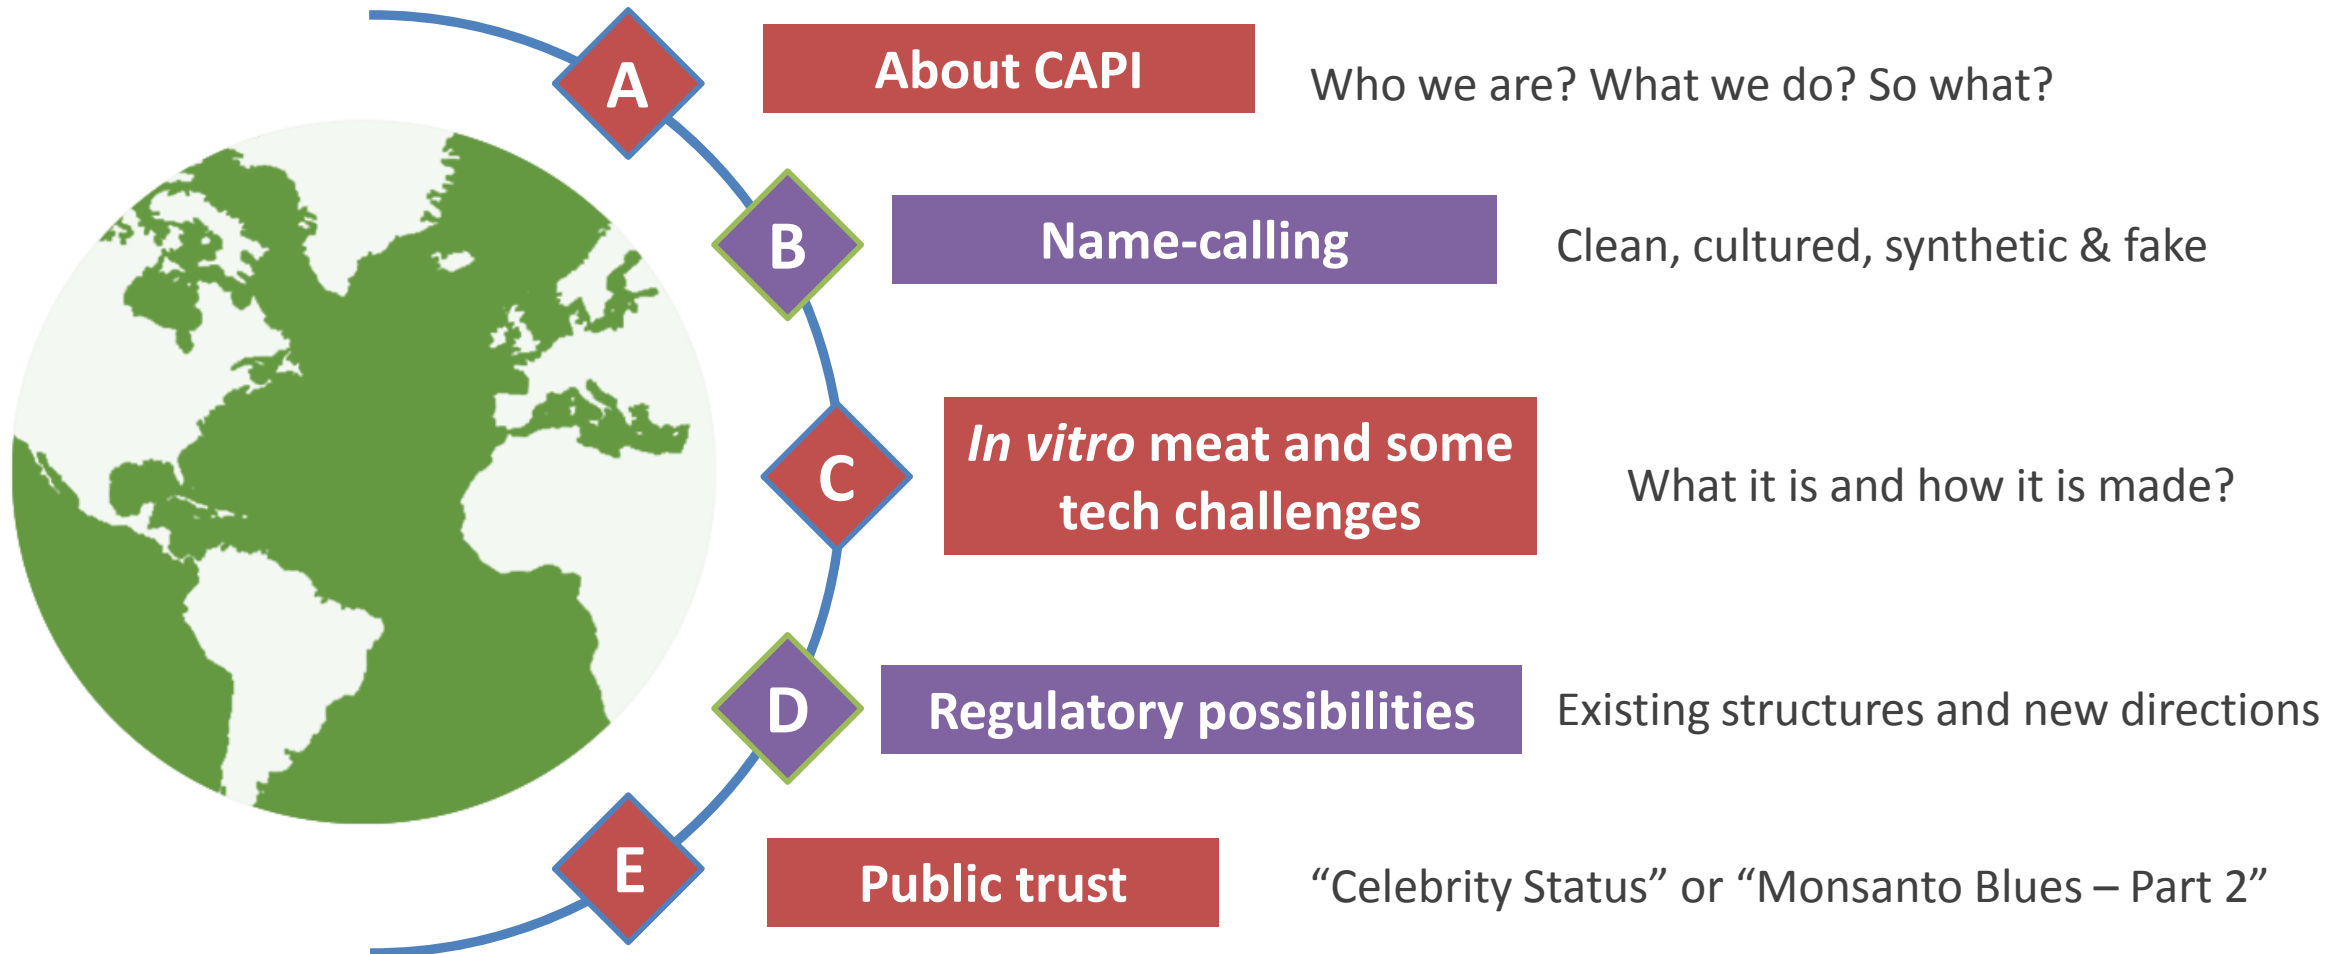 A
About CAPI
Who we are? What we do? So what?
B
Name-calling
Clean, cultured, synthetic & fake
C
In vitro meat and some
tech challenges
What it is and how it is made?
D
Regulatory possibilities
Existing structures and new directions
E
Public trust
“Celebrity Status” or “Monsanto Blues – Part 2”